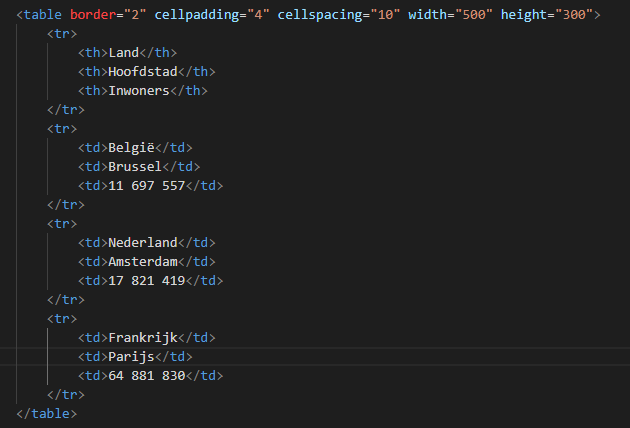 <table border="2" cellpadding="4" cellspacing="10" width="500" height="300">
<tr>
<th>Land</th>
<th>Hoofdstad</th>
<th>Inwoners</th>
</tr>
<tr>
<td>België</td>
<td>Brussel</td>
<td>11 697 557</td>
</tr>
<tr>
<td>Nederland</td>
<td>Amsterdam</td>
<td>17 821 419</td>
</tr>
<tr>
<td>Frankrijk</td>
<td>Parijs</td>
<td>64 881 830</td>
</tr>
</table>